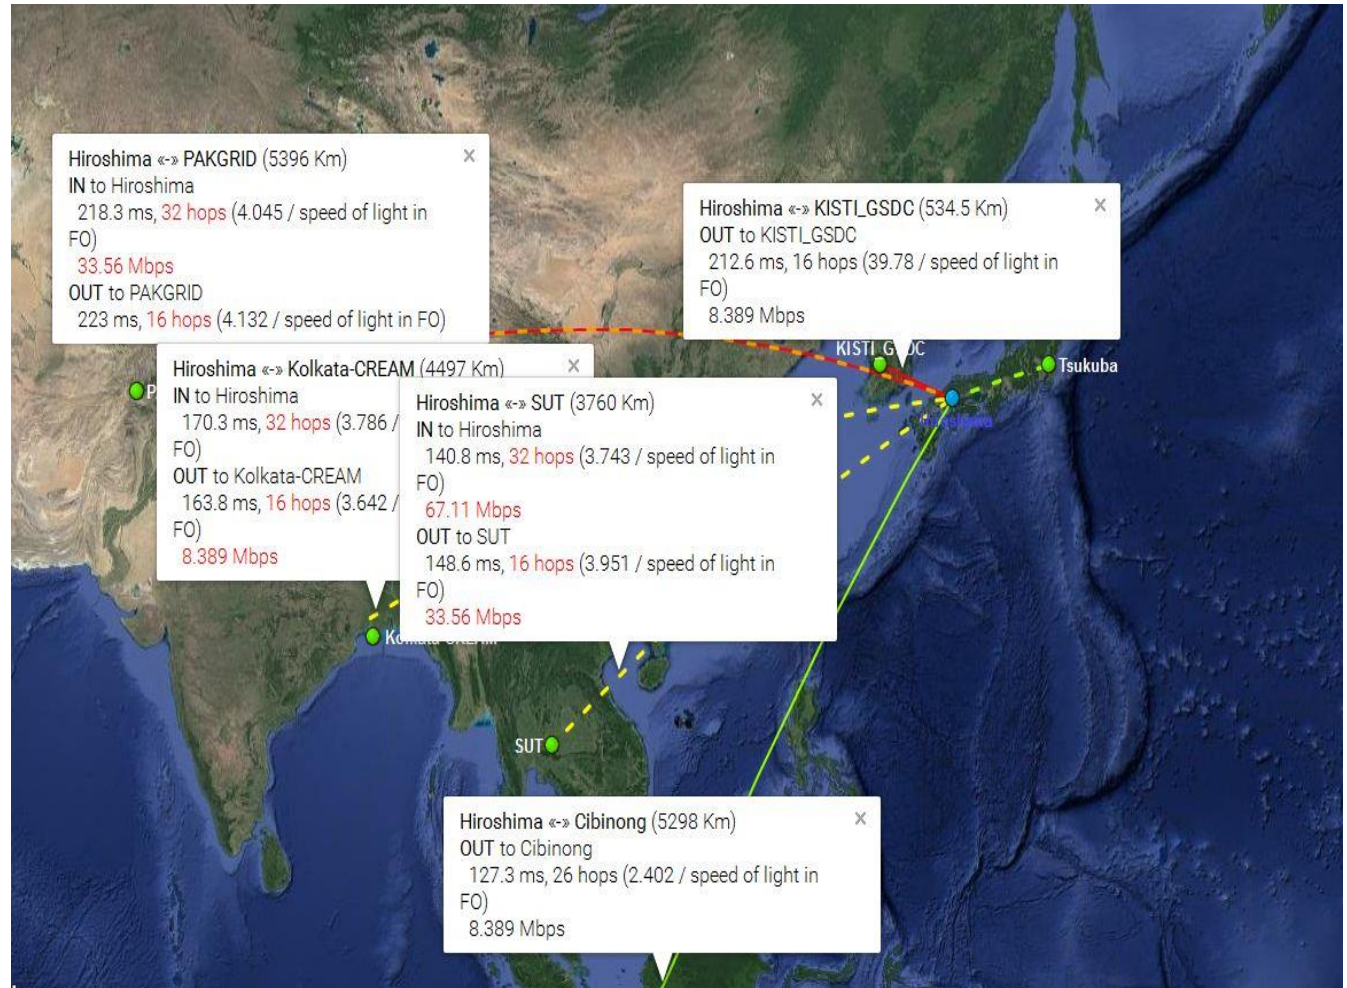 Hiroshima «-» PAKGRID (5396 Km)
IN to Hiroshima
218.3 ms, 32 hops (4.045 / speed of light in
FO)
33.56 Mbps
OUT to PAKGRID
223 ms, 16 hops (4.132 / speed of light in FO)
Hiroshima «-» KISTI_GSDC (534.5 Km)
OUT to KISTI_GSDC
212.6 ms, 16 hops (39.78 / speed of light in
FO)
8.389 Mbps
KISTI_GSDC
Tsukuba
P
Hiroshima «-» Kolkata-CREAM (4497 Km)
IN to Hiroshima
170.3 ms, 32 hops (3.786 /
FO)
OUT to Kolkata-CREAM
163.8 ms, 16 hops (3.642 /
FO)
8.389 Mbps
Hiroshima «-» SUT (3760 Km)
IN to Hiroshima
140.8 ms, 32 hops (3.743 / speed of light in
FO)
67.11 Mbps
OUT to SUT
148.6 ms, 16 hops (3.951 / speed of light in
FO)
33.56 Mbps
Hiroshima
Kolkata-CREAM
SUT
Hiroshima «-» Cibinong (5298 Km)
OUT to Cibinong
127.3 ms, 26 hops (2.402 / speed of light in
FO)
8.389 Mbps